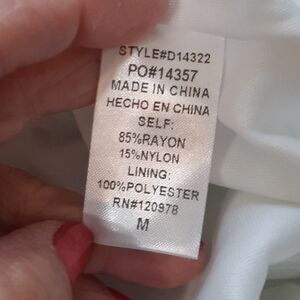 STYLE#D14322
PO#14357
MADE IN CHINA
HECHO EN CHINA
SELF:
85%RAYON
15%NYLON
LINING:
100%POLYESTER
RN#120978
M